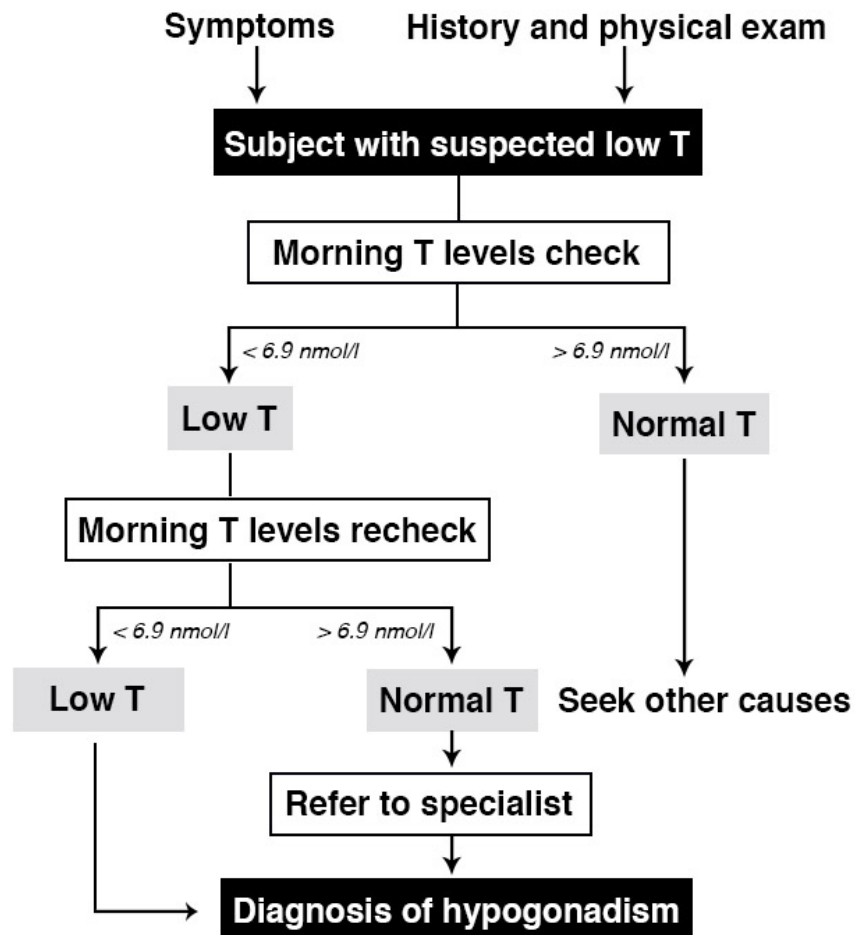 Symptoms
History and physical exam
Subject with suspected low T
Morning T levels check
< 6.9 nmol/l
> 6.9 nmol/l
Low T
Normal T
Morning T levels recheck
< 6.9 nmol/l
> 6.9 nmol/l
Low T
Normal T
Seek other causes
Refer to specialist
Diagnosis of hypogonadism